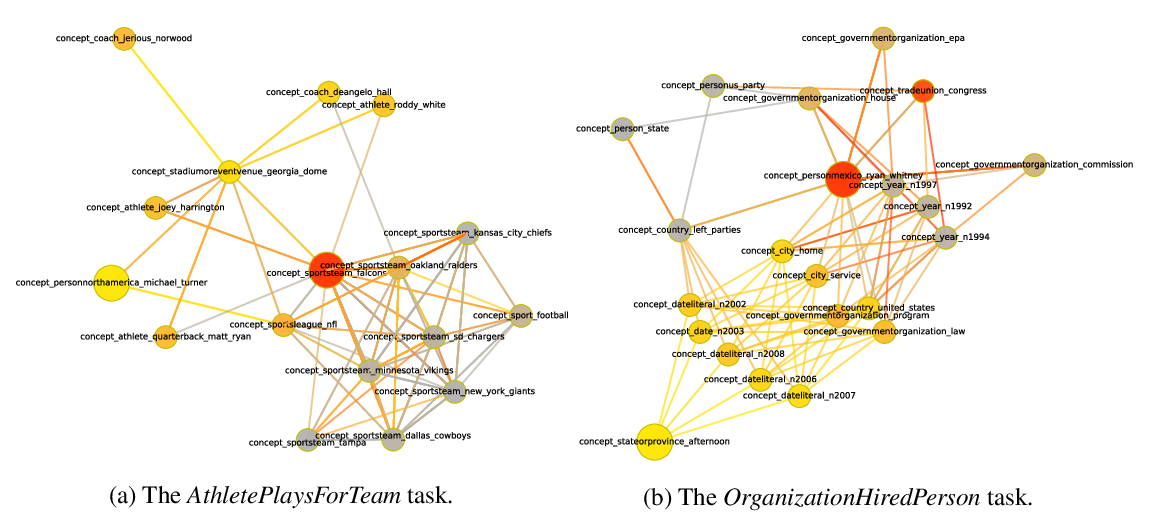 concept_coach_jerious_norwood
concept_coach_deangelo_hall
concept_athlete_roddy_white
concept_stadiumoreventvenue_georgia_dome
concept_athlete_joey_harrington
concept_sportsteam_kansas_city_chiefs
concept_sportsteam_oakland_raiders
concept_sportsteam_falcons
concept_personnorthamerica_michael_turner
concept_sport_football
concept_sportsleague_nfl
concept_athlete_quarterback_matt_ryan
concept_sportsteam_sd_chargers
concept_sportsteam_minnesota_vikings
concept_sportsteam_new_york_giants
concept_sportsteam_dallas_cowboys
concept_sportsteam_tampa
(a) The AthletePlaysForTeam task.
concept_governmentorganization_epa
concept_personus_party
concept_tradeunion_congress
concept_governmentorganization_house
concept_person_state
concept_governmentorganization_commission
concept_personmexico_ryan_whitney
concept_year_n1997
concept_year_n1992
concept_country_left_parties
concept_year_n1994
concept_city_home
concept_city_service
concept_dateliteral_n2002
concept_country_united_states
concept_governmentorganization_program
concept_date_n2003
concept_governmentorganization_law
concept_dateliteral_n2008
concept_dateliteral_n2006
concept_dateliteral_n2007
concept_stateorprovince_afternoon
(b) The OrganizationHiredPerson task.